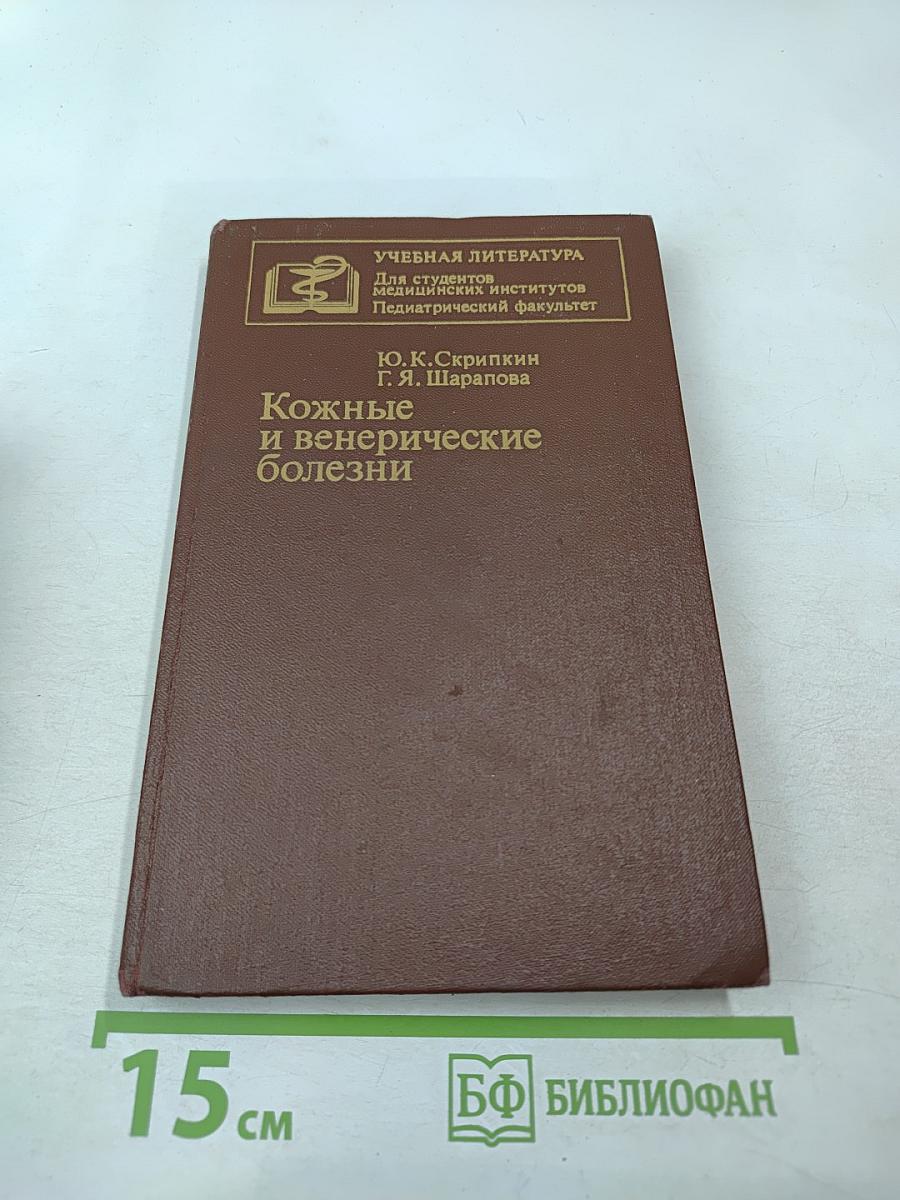 УЧЕБНАЯ ЛИТЕРАТУРА
Для студентов
медицинских институтов
Педиатрический факультет
Ю.К.Скрипкин
Г.Я.Шарапова
Кожные
и венерические
болезни
15 см
БФ БИБЛИОФАН